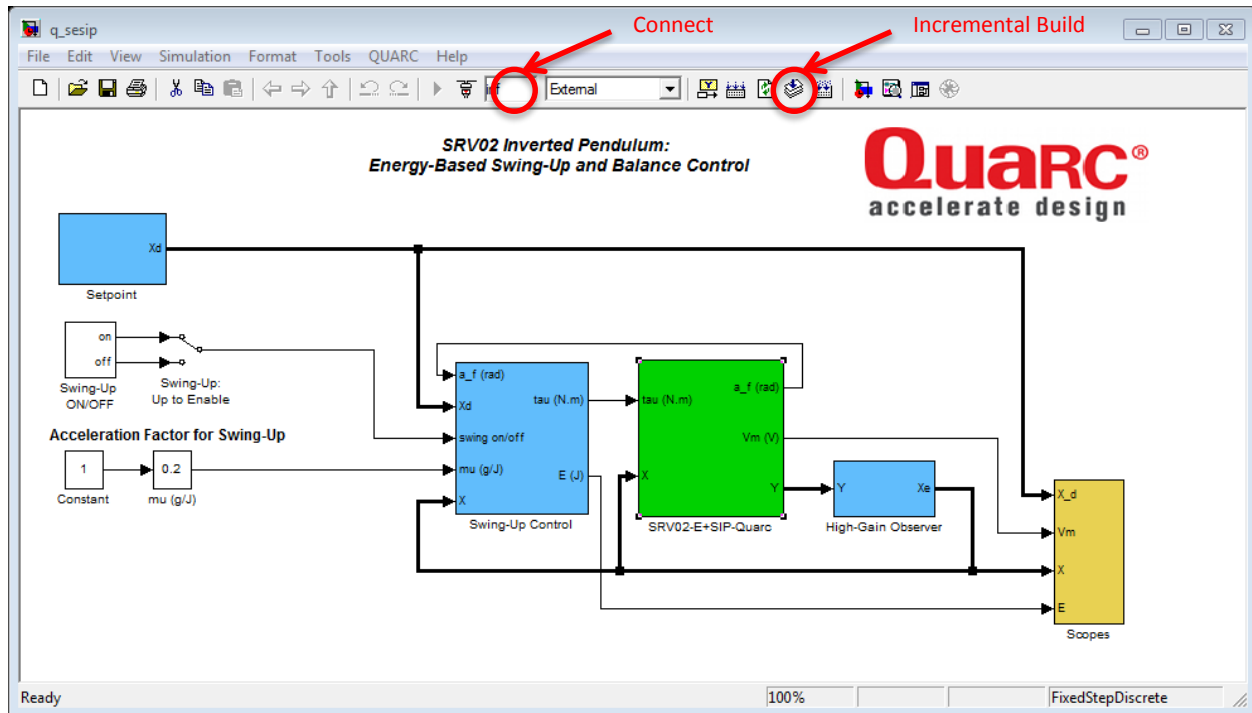 Connect
Incremental Build
q_sesip
File Edit View Simulation Format Tools QUARC Help
External
SRV02 Inverted Pendulum:
Energy-Based Swing-Up and Balance Control
QuaRC®
accelerate design
Xd
Setpoint
on
off
Swing-Up
ON/OFF
Swing-Up:
Up to Enable
Acceleration Factor for Swing-Up
1
Constant
0.2
mu (g/J)
a_f (rad)
Xd
swing on/off
mu (g/J)
X
tau (N.m)
E (J)
Swing-Up Control
tau (N.m)
X
a_f (rad)
Vm (V)
Y
SRV02-E+SIP-Quarc
Y Xe
High-Gain Observer
X_d
Vm
X
E
Scopes
Ready 100% FixedStepDiscrete